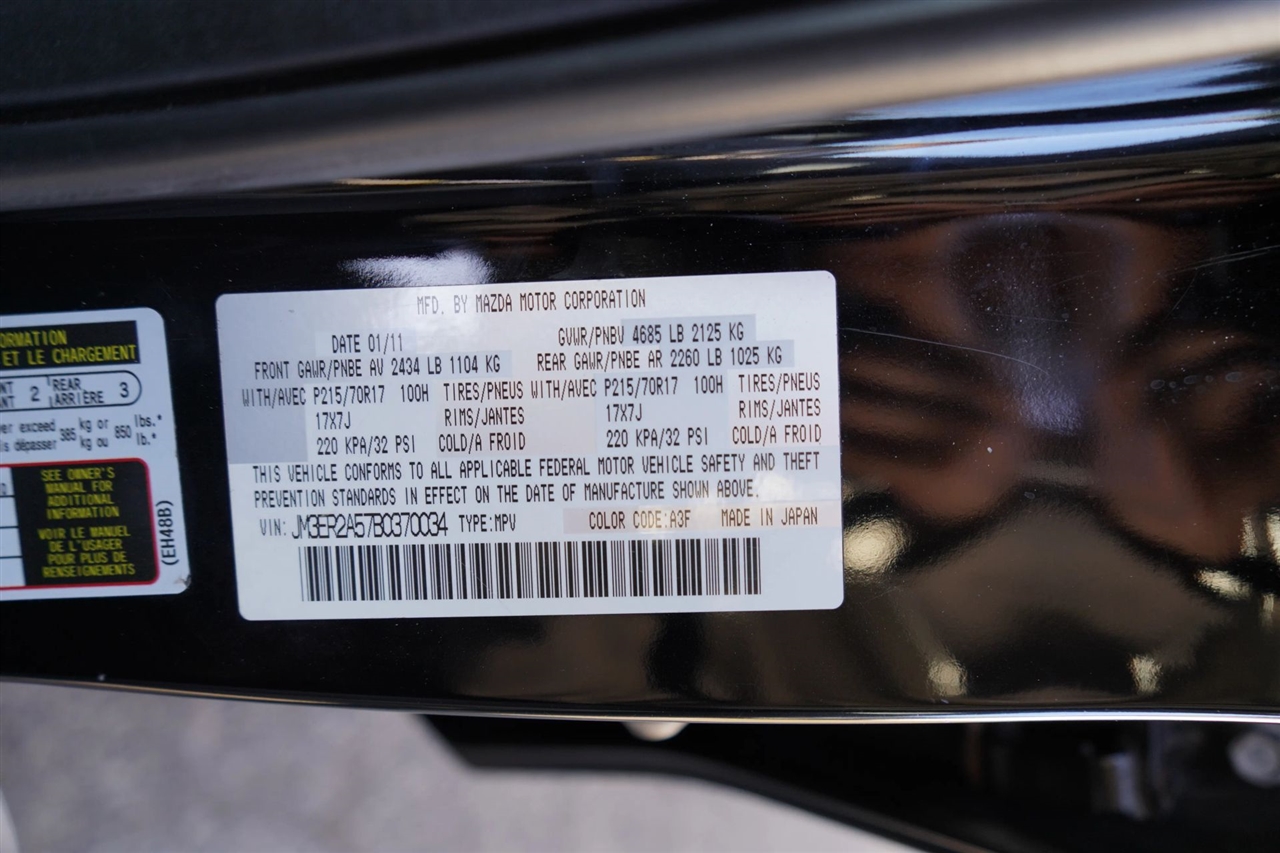 ORMATION
ET LE CHARGEMENT
2 REAR ARRIÈRE 3
er exceed 385 kg or 850 lbs.
ls dépasser kg ou lb.
SEE OWNER'S
MANUAL FOR
ADDITIONAL
INFORMATION
VOIR LE MANUEL
DE L'USAGER
POUR PLUS DE
RENSEIGNEMENTS
(EH48B)
MFD. BY MAZDA MOTOR CORPORATION
DATE 01/11 GVWR/PNBV 4685 LB 2125 KG
FRONT GAWR/PNBE AV 2434 LB 1104 KG REAR GAWR/PNBE AR 2260 LB 1025 KG
WITH/AVEC P215/70R17 100H TIRES/PNEUS WITH/AVEC P215/70R17 100H TIRES/PNEUS
17X7J RIMS/JANTES 17X7J RIMS/JANTES
220 KPA/32 PSI COLD/A FROID 220 KPA/32 PSI COLD/A FROID
THIS VEHICLE CONFORMS TO ALL APPLICABLE FEDERAL MOTOR VEHICLE SAFETY AND THEFT
PREVENTION STANDARDS IN EFFECT ON THE DATE OF MANUFACTURE SHOWN ABOVE.
VIN: JM3ER2A57B0370034 TYPE:MPV COLOR CODE:A3F MADE IN JAPAN